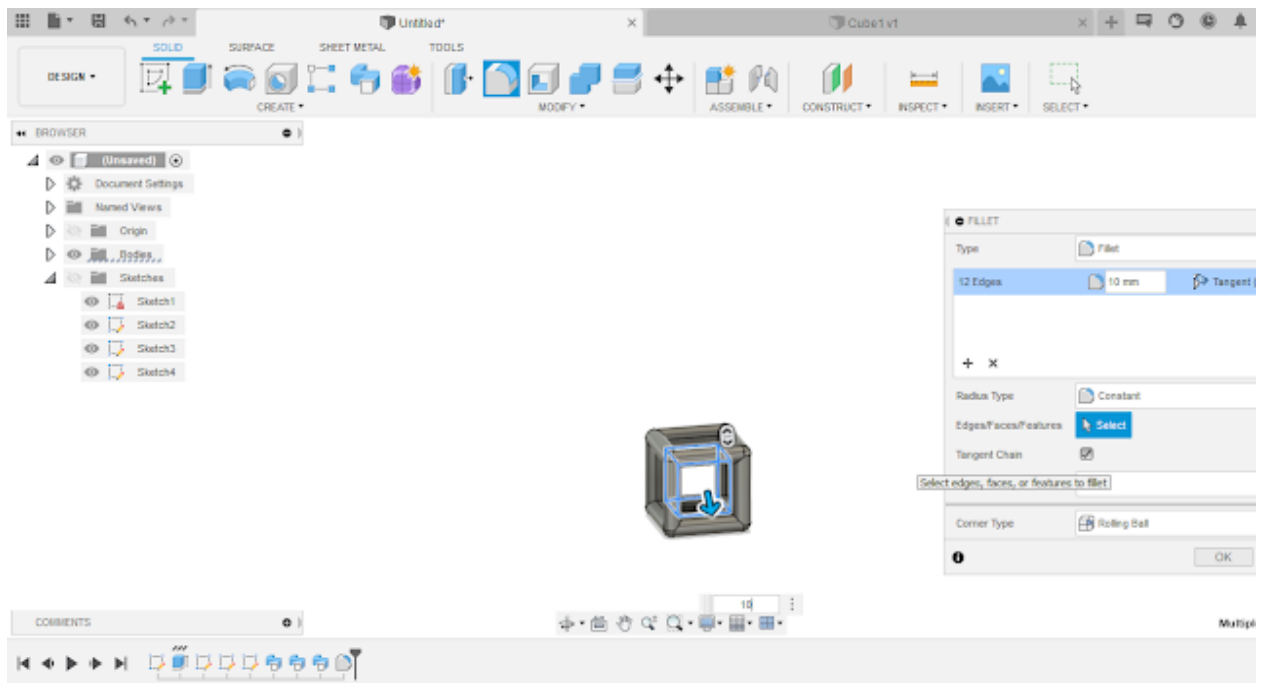 Untitled*
Cube1 v1
SOLID SURFACE SHEET METAL TOOLS
DESIGN
CREATE MODIFY ASSEMBLE CONSTRUCT INSPECT INSERT SELECT
BROWSER
(Unsaved)
Document Settings
Named Views
Origin
Bodies
Sketches
Sketch1
Sketch2
Sketch3
Sketch4
FILLET
Type Fillet
12 Edges 10 mm Tangent (
Radius Type Constant
Edges/Faces/Features Select
Tangent Chain
Select edges, faces, or features to fillet
Corner Type Rolling Ball
OK
10
COMMENTS
Multipl